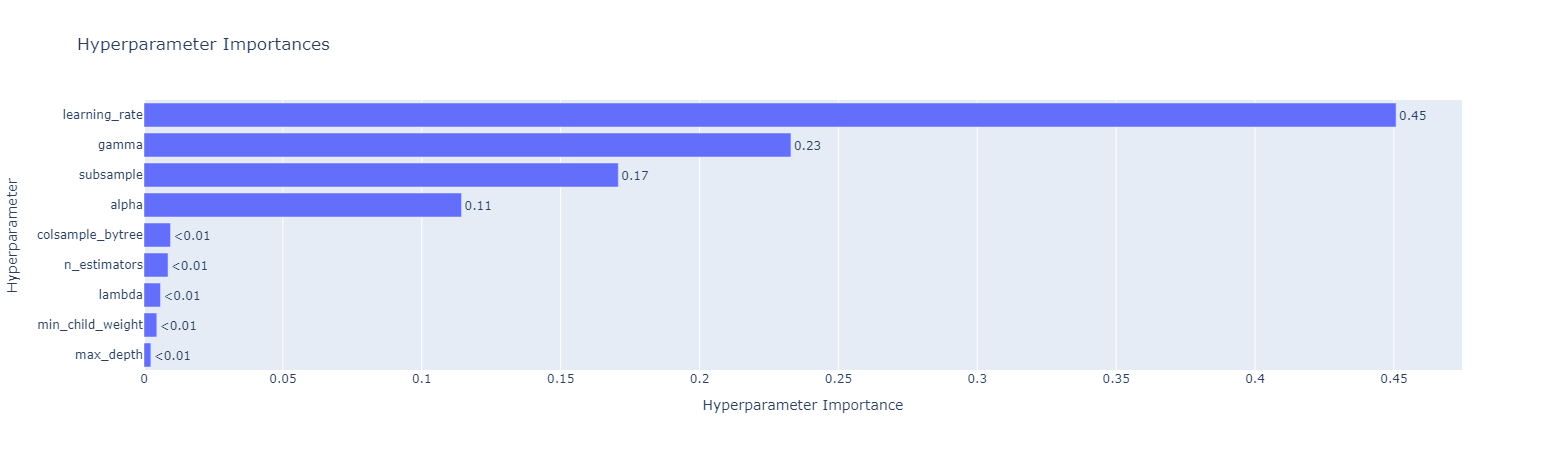 Hyperparameter Importances
Hyperparameter
learning_rate 0.45
gamma 0.23
subsample 0.17
alpha 0.11
colsample_bytree <0.01
n_estimators <0.01
lambda <0.01
min_child_weight <0.01
max_depth <0.01
0 0.05 0.1 0.15 0.2 0.25 0.3 0.35 0.4 0.45
Hyperparameter Importance